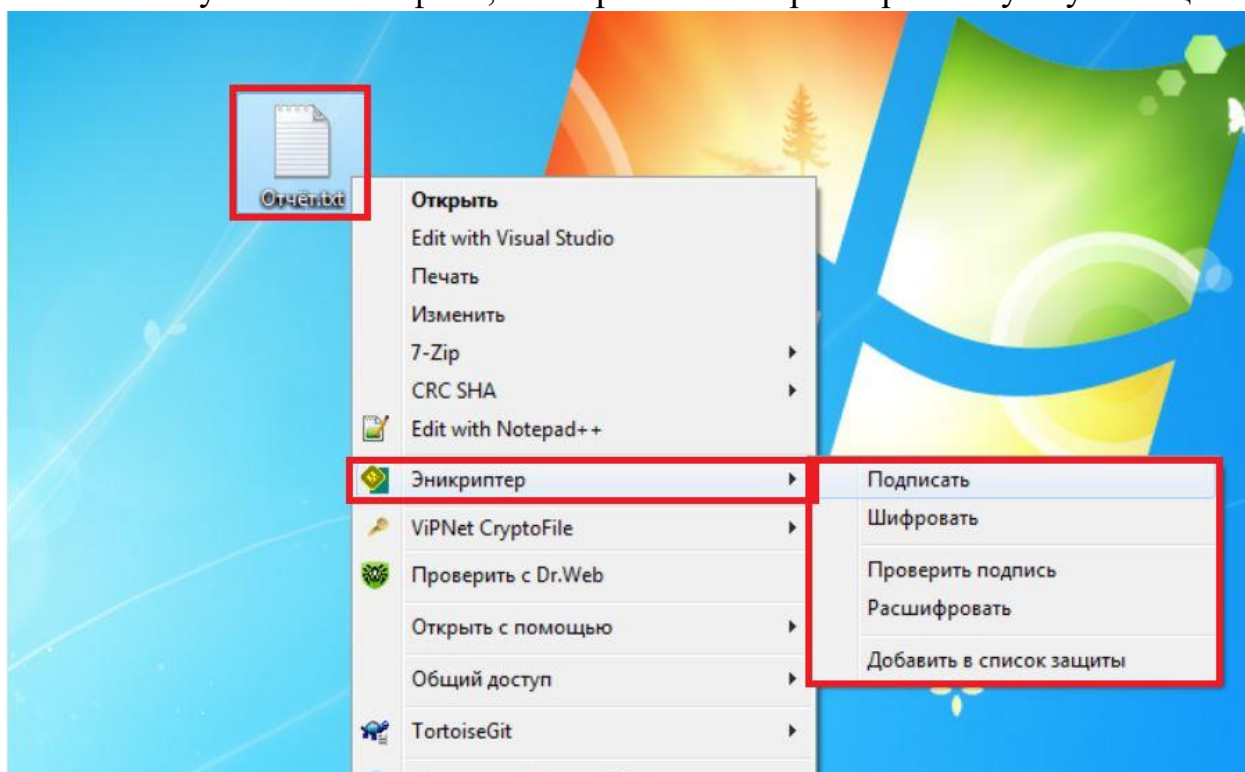 Отчёт.txt
Открыть
Edit with Visual Studio
Печать
Изменить
7-Zip
CRC SHA
Edit with Notepad++
Эникриптер
Подписать
Шифровать
Проверить подпись
Расшифровать
Добавить в список защиты
ViPNet CryptoFile
Проверить с Dr.Web
Открыть с помощью
Общий доступ
TortoiseGit